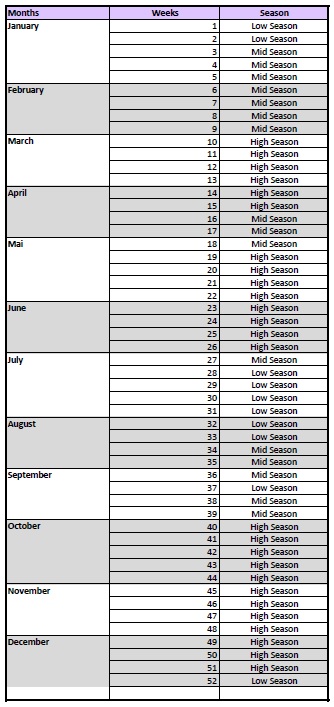 Months Weeks Season
January 1 Low Season
2 Low Season
3 Mid Season
4 Mid Season
5 Mid Season
February 6 Mid Season
7 Mid Season
8 Mid Season
9 Mid Season
March 10 High Season
11 High Season
12 High Season
13 High Season
April 14 High Season
15 High Season
16 Mid Season
17 Mid Season
Mai 18 Mid Season
19 High Season
20 High Season
21 High Season
22 High Season
June 23 High Season
24 High Season
25 High Season
26 High Season
July 27 Mid Season
28 Low Season
29 Low Season
30 Low Season
31 Low Season
August 32 Low Season
33 Low Season
34 Mid Season
35 Mid Season
September 36 Mid Season
37 Low Season
38 Mid Season
39 Mid Season
October 40 High Season
41 High Season
42 High Season
43 High Season
44 High Season
November 45 High Season
46 High Season
47 High Season
48 High Season
December 49 High Season
50 High Season
51 High Season
52 Low Season